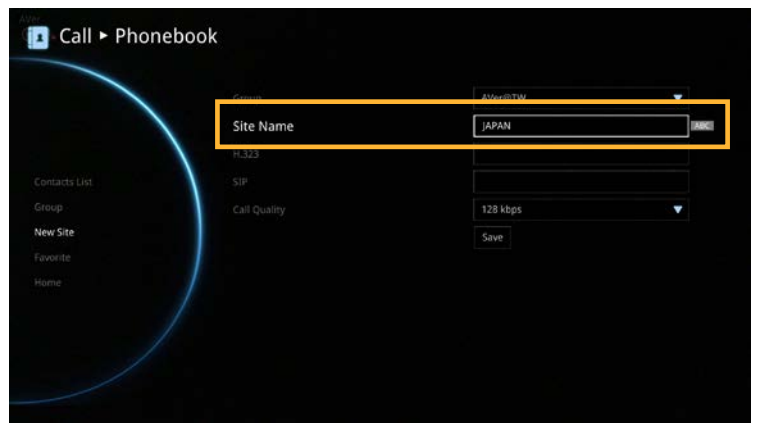 AVer
Call ▸ Phonebook
Group AVer@TW
Site Name JAPAN ABC
H.323
SIP
Call Quality 128 kbps
Save
Contacts List
Group
New Site
Favorite
Home